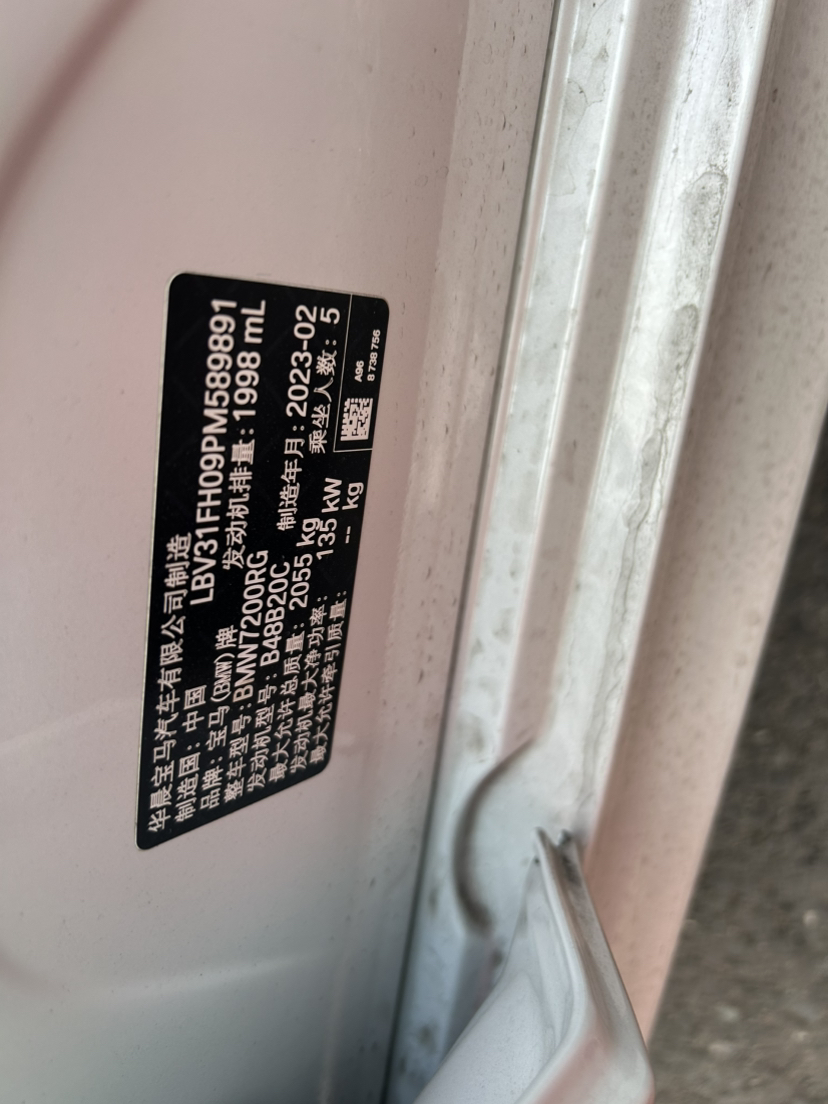 华晨宝马汽车有限公司制造
制造国：中国 LBV31FH09PM589891
品牌：宝马(BMW)牌
整车型号：BMW7200RG 发动机排量：1998 mL
发动机型号：B48B20C 制造年月：2023-02
最大允许总质量：2055 kg 乘坐人数：5
发动机最大净功率：135 kW
最大允许牵引质量：-- kg
A96
8 738 756